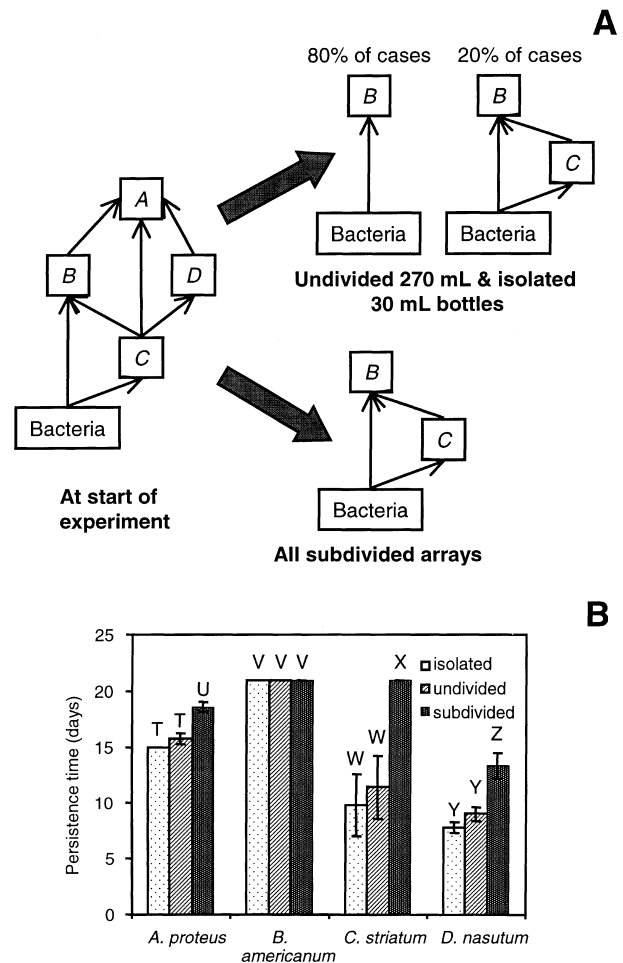 A
80% of cases 20% of cases
B B
A
C
Bacteria Bacteria
B D
Undivided 270 mL & isolated
30 mL bottles
C
B
Bacteria
C
At start of
experiment
Bacteria
All subdivided arrays
B
25
20
15
10
5
0
Persistence time (days)
T T U
V V V
W W X
Y Y Z
isolated
undivided
subdivided
A. proteus B. americanum C. striatum D. nasutum